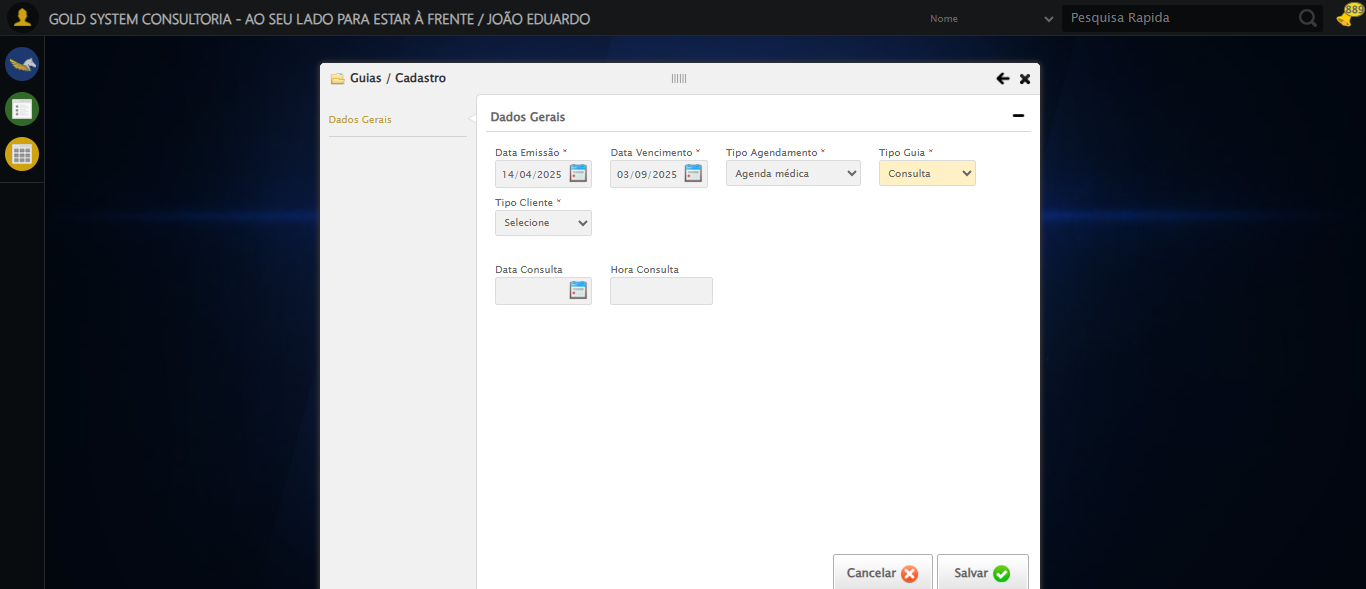 GOLD SYSTEM CONSULTORIA - AO SEU LADO PARA ESTAR À FRENTE / JOÃO EDUARDO
Nome
Pesquisa Rapida
889
Guias / Cadastro
Dados Gerais
Dados Gerais
Data Emissão * Data Vencimento * Tipo Agendamento * Tipo Guia *
14/04/2025 03/09/2025 Agenda médica Consulta
Tipo Cliente *
Selecione
Data Consulta Hora Consulta
Cancelar Salvar